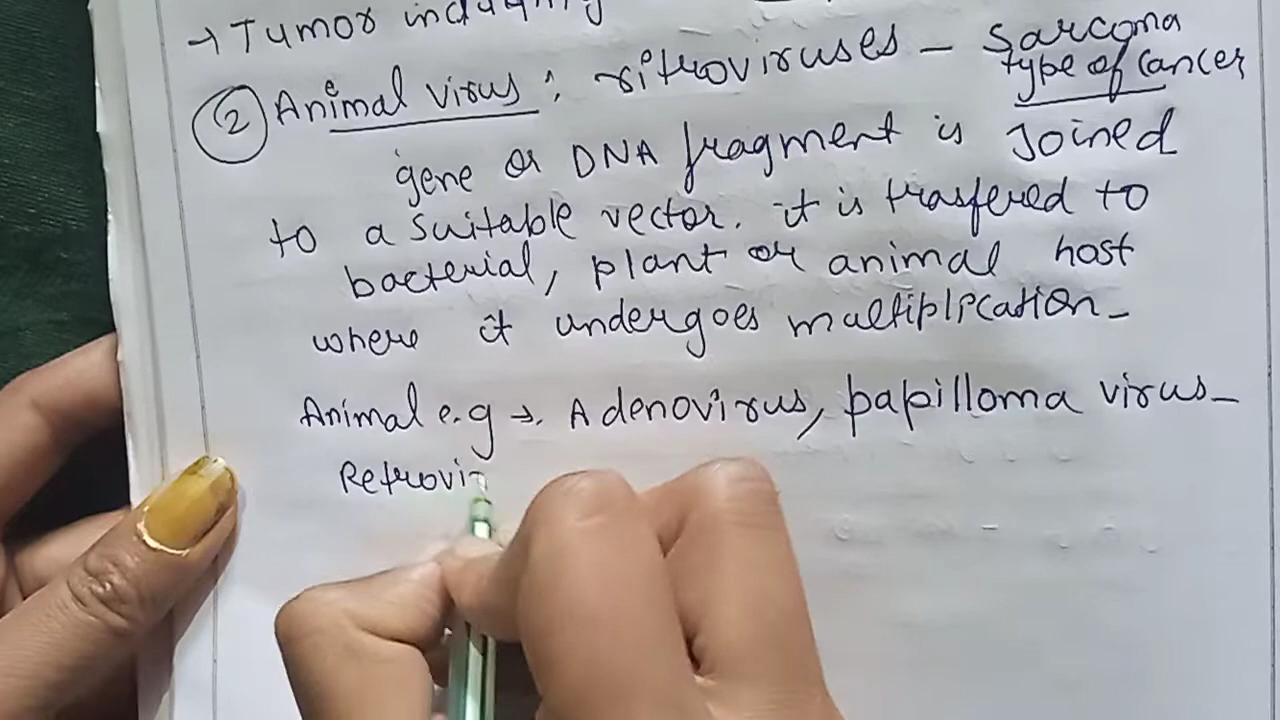 → Tumor
② Animal virus : ritroviruses – Sarcoma
type of cancer
gene or DNA fragment is Joined
to a suitable vector. it is trasfered to
bacterial, plant or animal host
where it undergoes multiplication–
Animal e.g →. Adenovirus, papilloma virus–
Retrovi